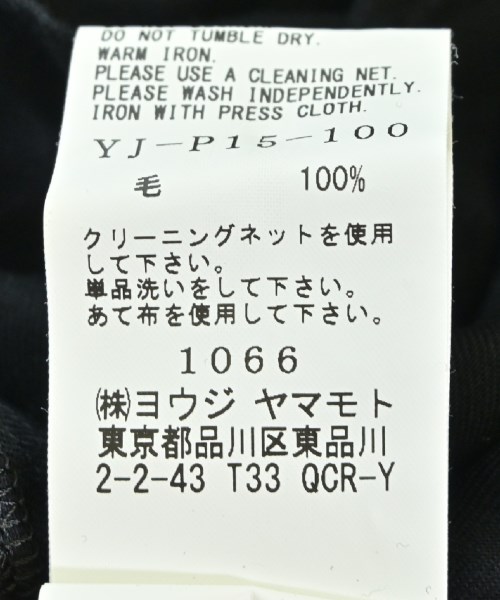 DO NOT TUMBLE DRY.
WARM IRON.
PLEASE USE A CLEANING NET.
PLEASE WASH INDEPENDENTLY.
IRON WITH PRESS CLOTH.
YJ-P15-100
毛 100%
クリーニングネットを使用
して下さい。
単品洗いをして下さい。
あて布を使用して下さい。
1066
㈱ヨウジ ヤマモト
東京都品川区東品川
2-2-43 T33 QCR-Y